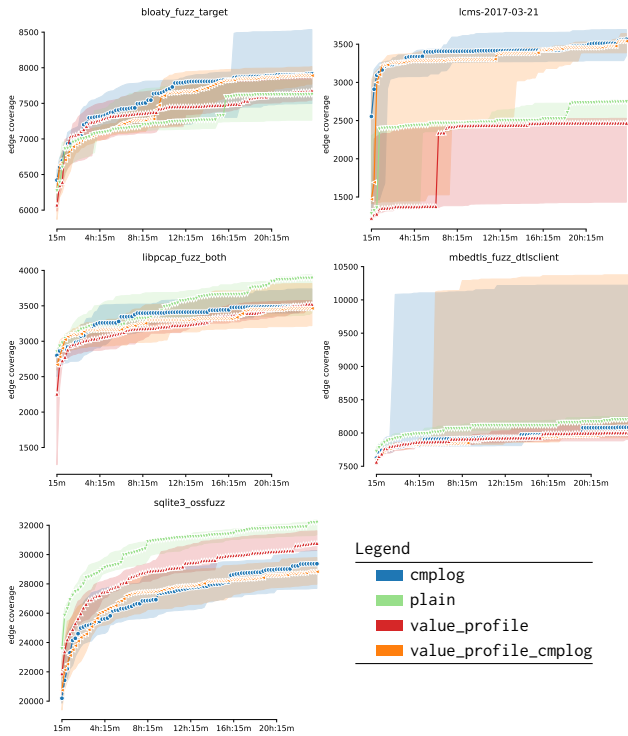 bloaty_fuzz_target
edge coverage
8500
8000
7500
7000
6500
6000
15m 4h:15m 8h:15m 12h:15m 16h:15m 20h:15m
lcms-2017-03-21
edge coverage
3500
3000
2500
2000
1500
15m 4h:15m 8h:15m 12h:15m 16h:15m 20h:15m
libpcap_fuzz_both
edge coverage
4000
3500
3000
2500
2000
1500
15m 4h:15m 8h:15m 12h:15m 16h:15m 20h:15m
mbedtls_fuzz_dtlsclient
edge coverage
10500
10000
9500
9000
8500
8000
7500
15m 4h:15m 8h:15m 12h:15m 16h:15m 20h:15m
sqlite3_ossfuzz
edge coverage
32000
30000
28000
26000
24000
22000
20000
15m 4h:15m 8h:15m 12h:15m 16h:15m 20h:15m
Legend
cmplog
plain
value_profile
value_profile_cmplog